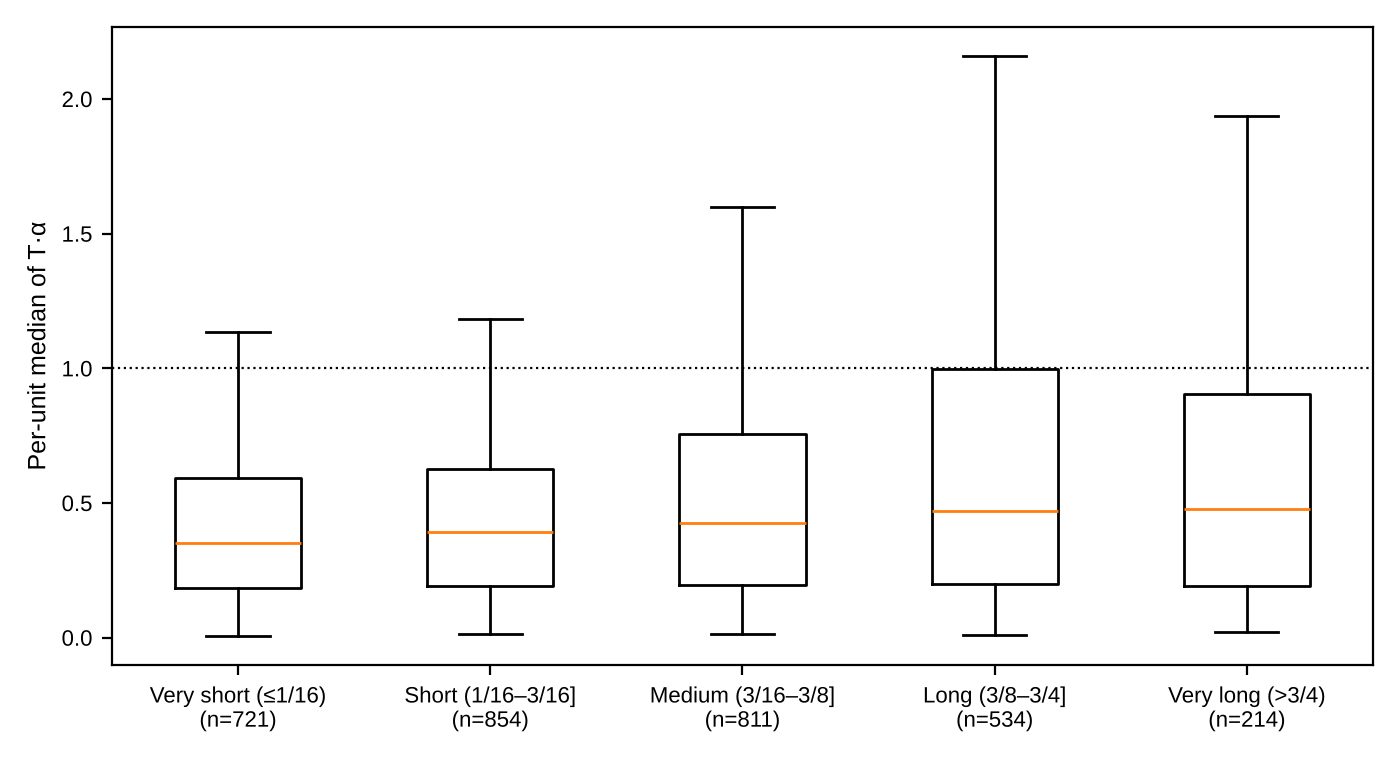 Per-unit median of T·α
2.0
1.5
1.0
0.5
0.0
Very short (≤1/16)
(n=721)
Short (1/16–3/16]
(n=854)
Medium (3/16–3/8]
(n=811)
Long (3/8–3/4]
(n=534)
Very long (>3/4)
(n=214)